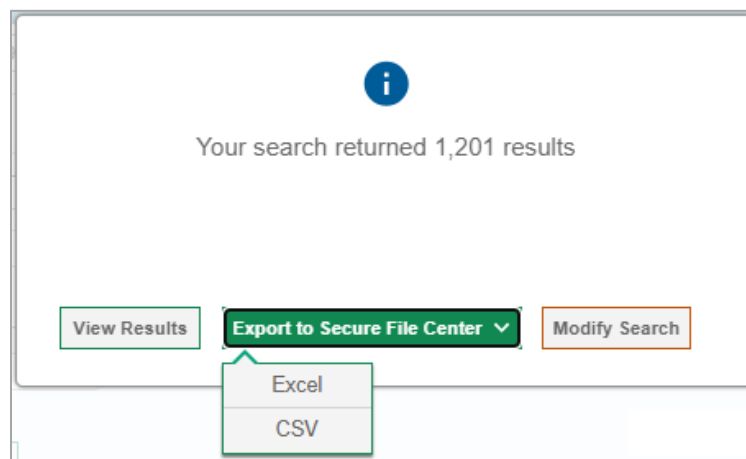 Your search returned 1,201 results
View Results
Export to Secure File Center
Modify Search
Excel
CSV